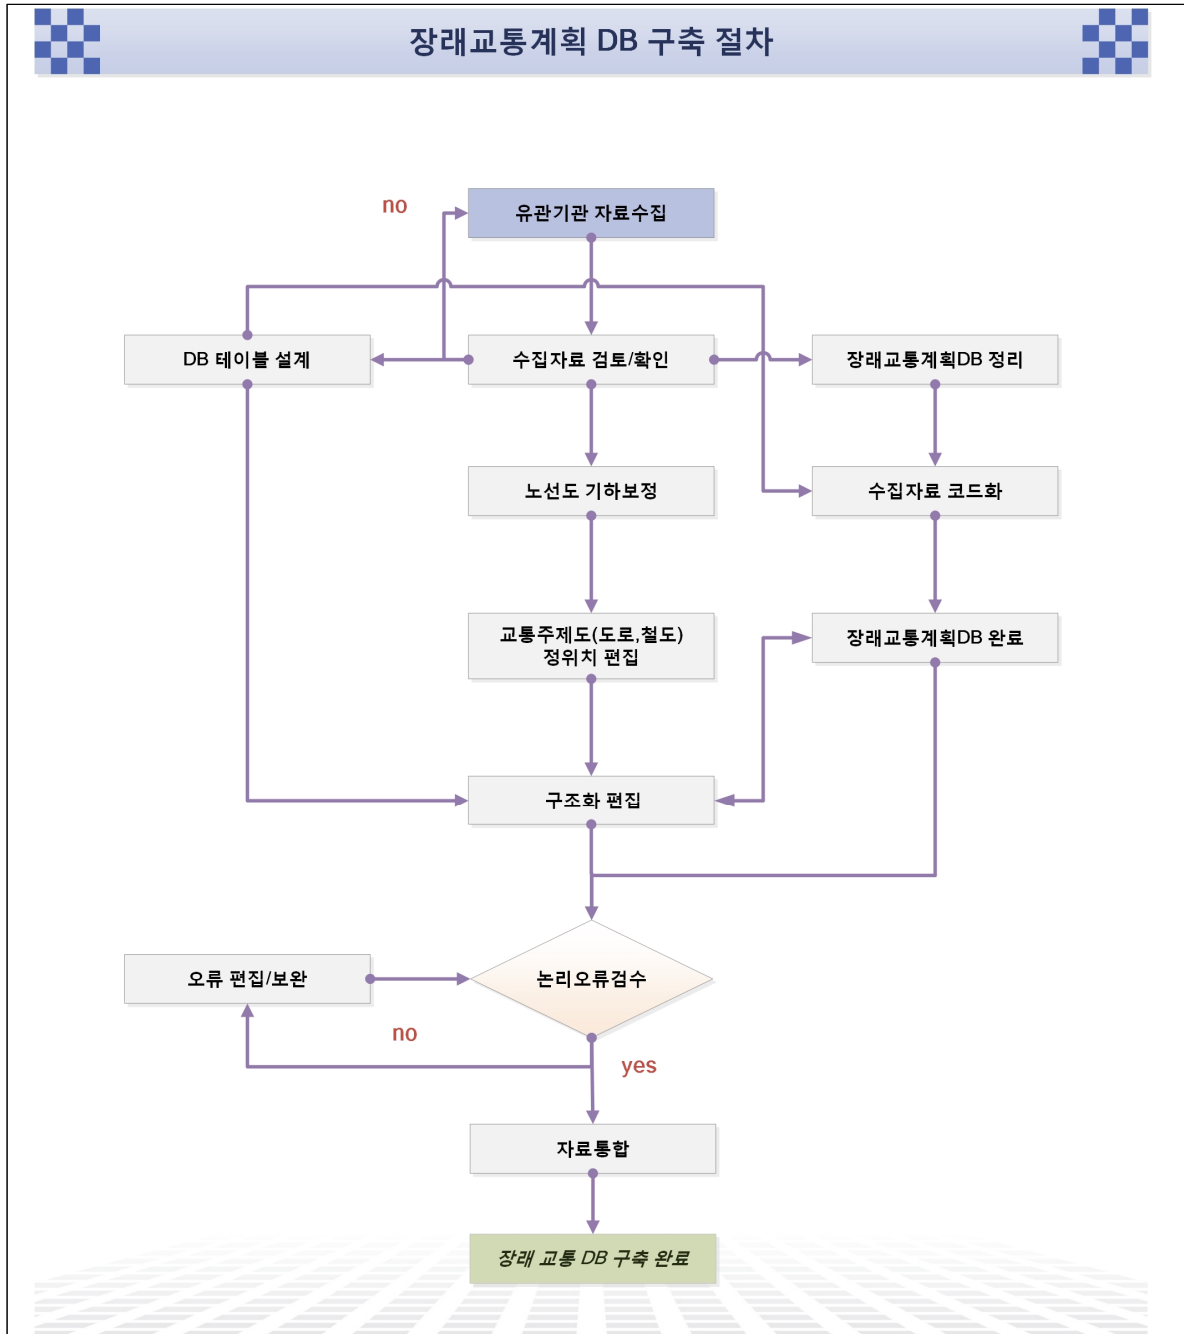 장래교통계획 DB 구축 절차
no
유관기관 자료수집
DB 테이블 설계
수집자료 검토/확인
장래교통계획DB 정리
노선도 기하보정
수집자료 코드화
교통주제도(도로,철도)
정위치 편집
장래교통계획DB 완료
구조화 편집
오류 편집/보완
논리오류검수
no
yes
자료통합
장래 교통 DB 구축 완료